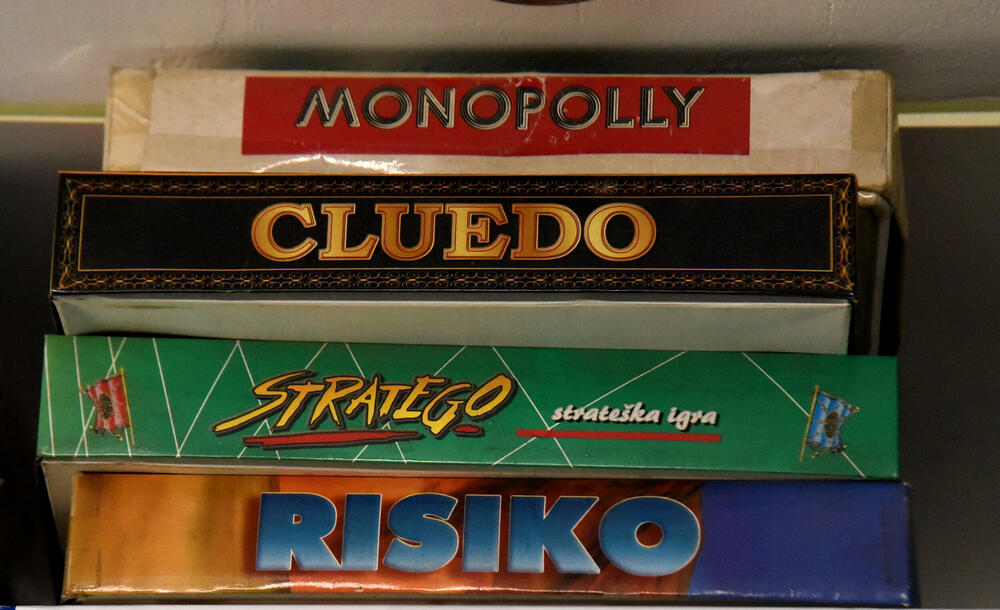 MONOPOLLY
CLUEDO
STRATEGO
strateška igra
RISIKO